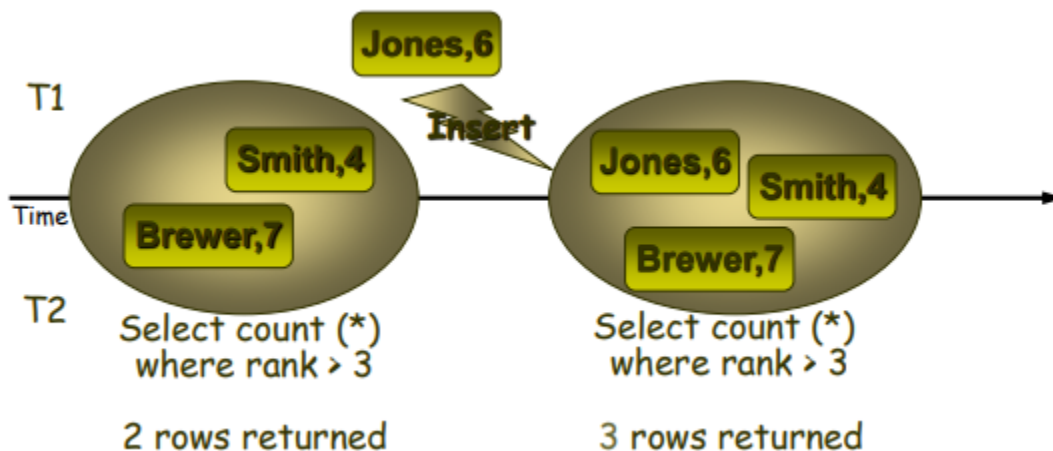 Jones,6
T1
Insert
Smith,4
Brewer,7
Jones,6
Smith,4
Brewer,7
Time
T2
Select count (*)
where rank > 3
2 rows returned
Select count (*)
where rank > 3
3 rows returned